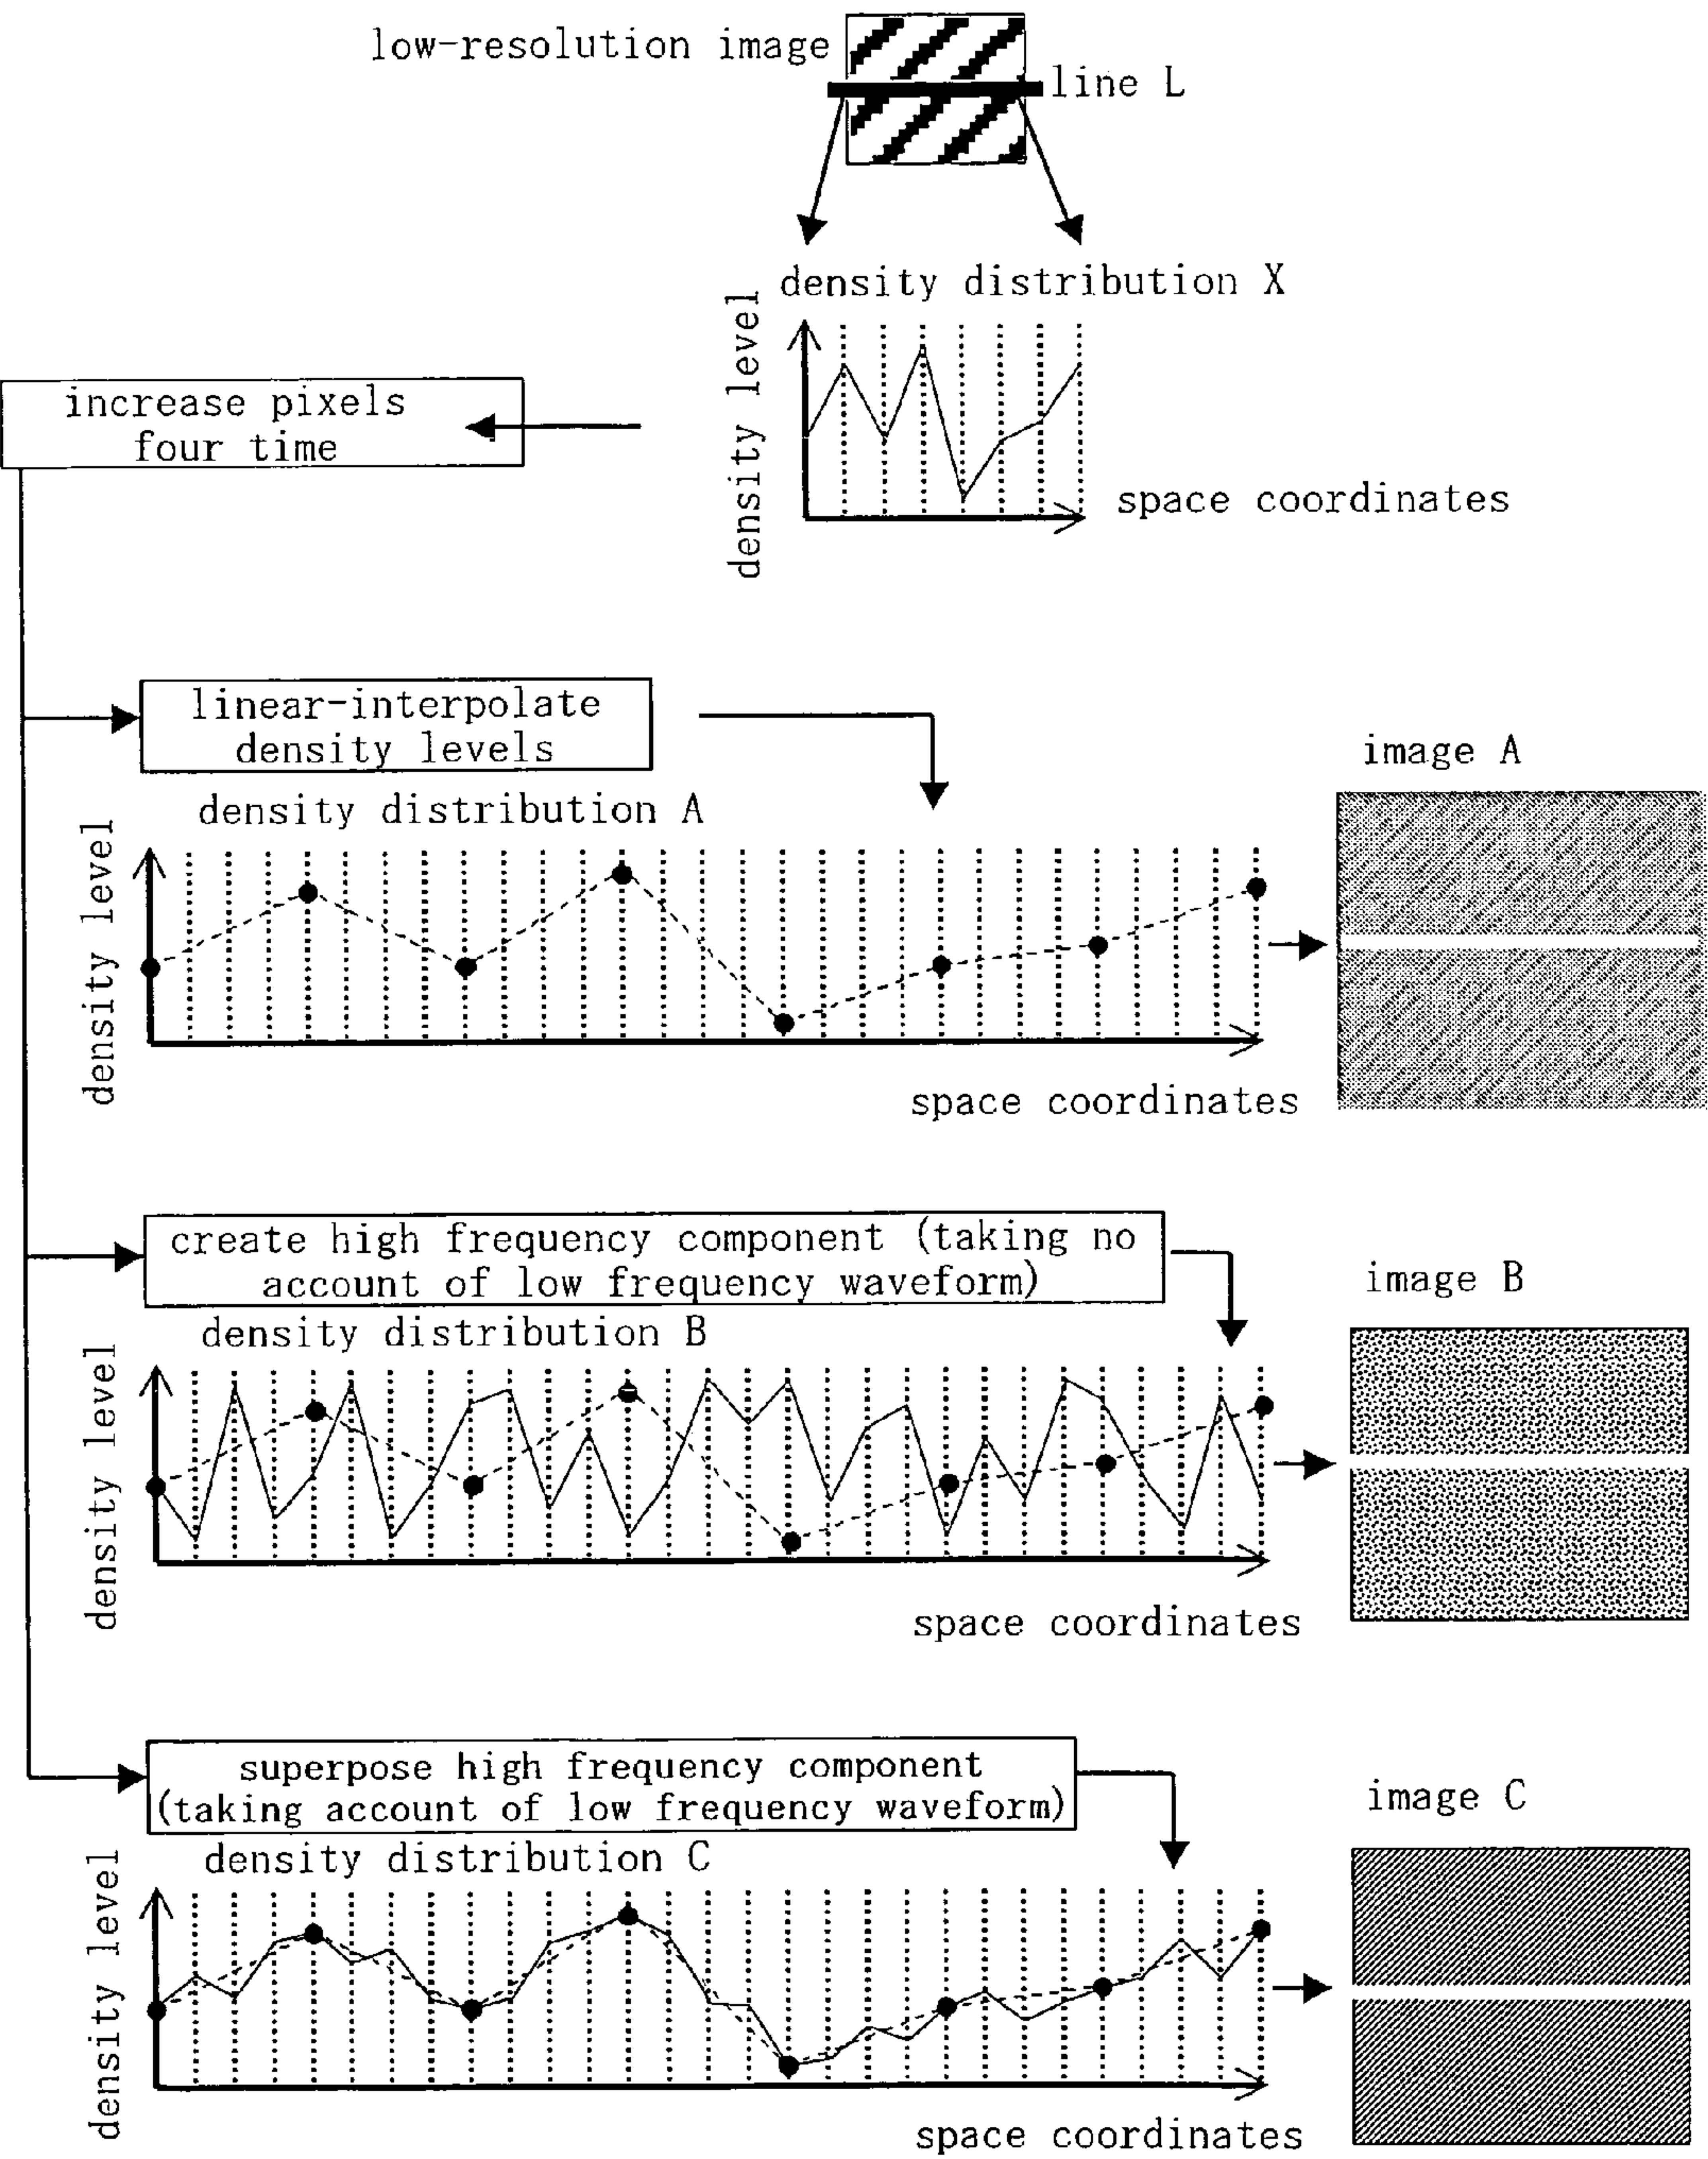 low-resolution image
line L
density distribution X
density level
space coordinates
increase pixels
four time
linear-interpolate
density levels
image A
density distribution A
density level
space coordinates
create high frequency component (taking no
account of low frequency waveform)
image B
density distribution B
density level
space coordinates
superpose high frequency component
(taking account of low frequency waveform)
image C
density distribution C
density level
space coordinates